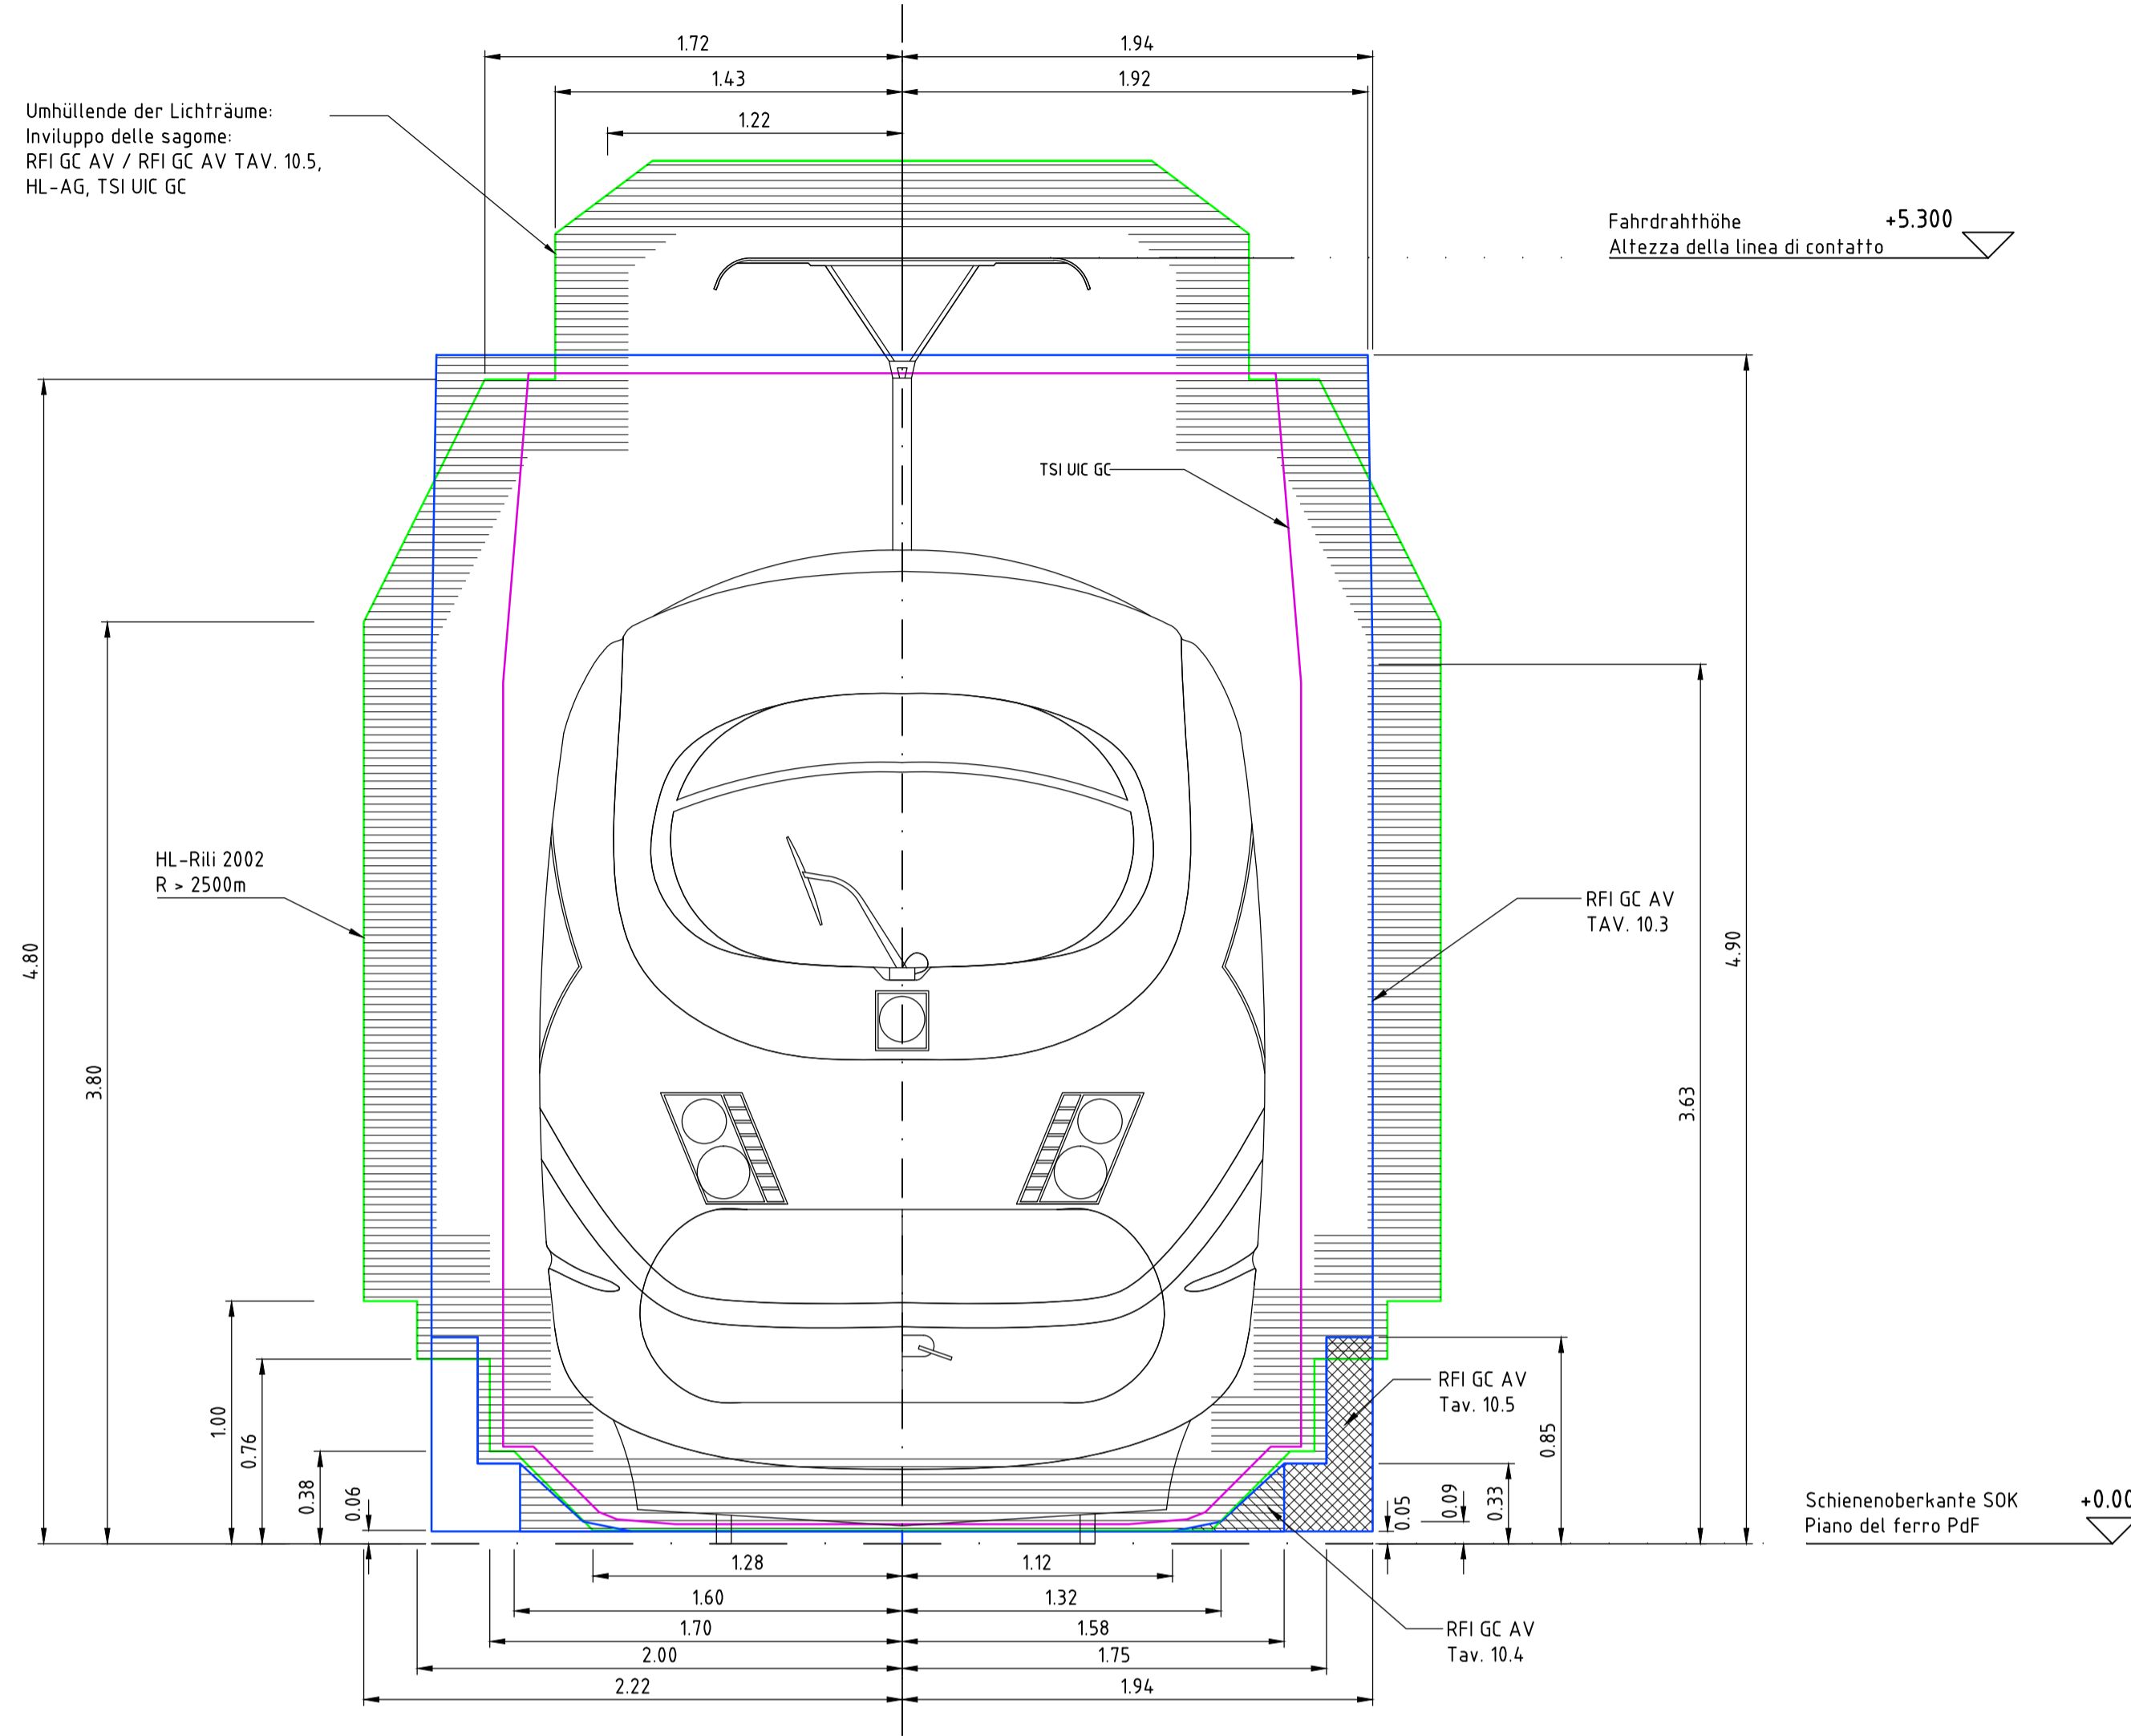 1.72
1.94
1.43
1.92
1.22
Umhüllende der Lichträume:
Inviluppo delle sagome:
RFI GC AV / RFI GC AV TAV. 10.5,
HL-AG, TSI UIC GC
Fahrdrahthöhe +5.300
Altezza della linea di contatto
TSI UIC GC
HL-Rili 2002
R > 2500m
RFI GC AV
TAV. 10.3
4.80
3.80
4.90
3.63
RFI GC AV
Tav. 10.5
1.00
0.76
0.38
0.06
0.85
0.33
0.09
0.05
Schienenoberkante SOK +0.00
Piano del ferro PdF
1.28
1.12
1.60
1.32
1.70
1.58
2.00
1.75
2.22
1.94
RFI GC AV
Tav. 10.4